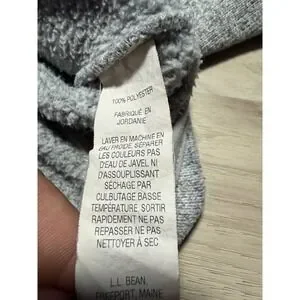 100% POLYESTER
FABRIQUÉ EN
JORDANIE
LAVER EN MACHINE EN
EAU FROIDE, SÉPARER
LES COULEURS PAS
D'EAU DE JAVEL NI
D'ASSOUPLISSANT
SÉCHAGE PAR
CULBUTAGE BASSE
TEMPÉRATURE, SORTIR
RAPIDEMENT NE PAS
REPASSER NE PAS
NETTOYER À SEC
L.L. BEAN
FREEPORT, MAINE